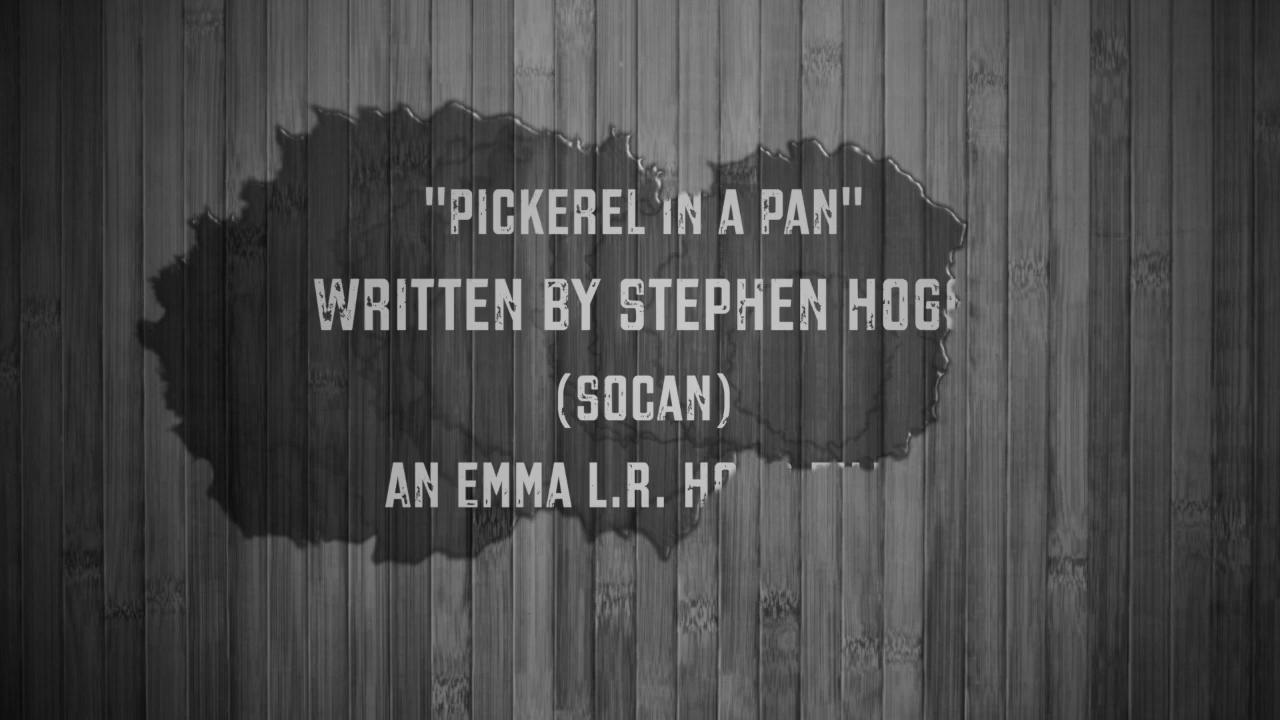 "PICKEREL IN A PAN"
WRITTEN BY STEPHEN
(SOCAN)
AN EMMA L.R.